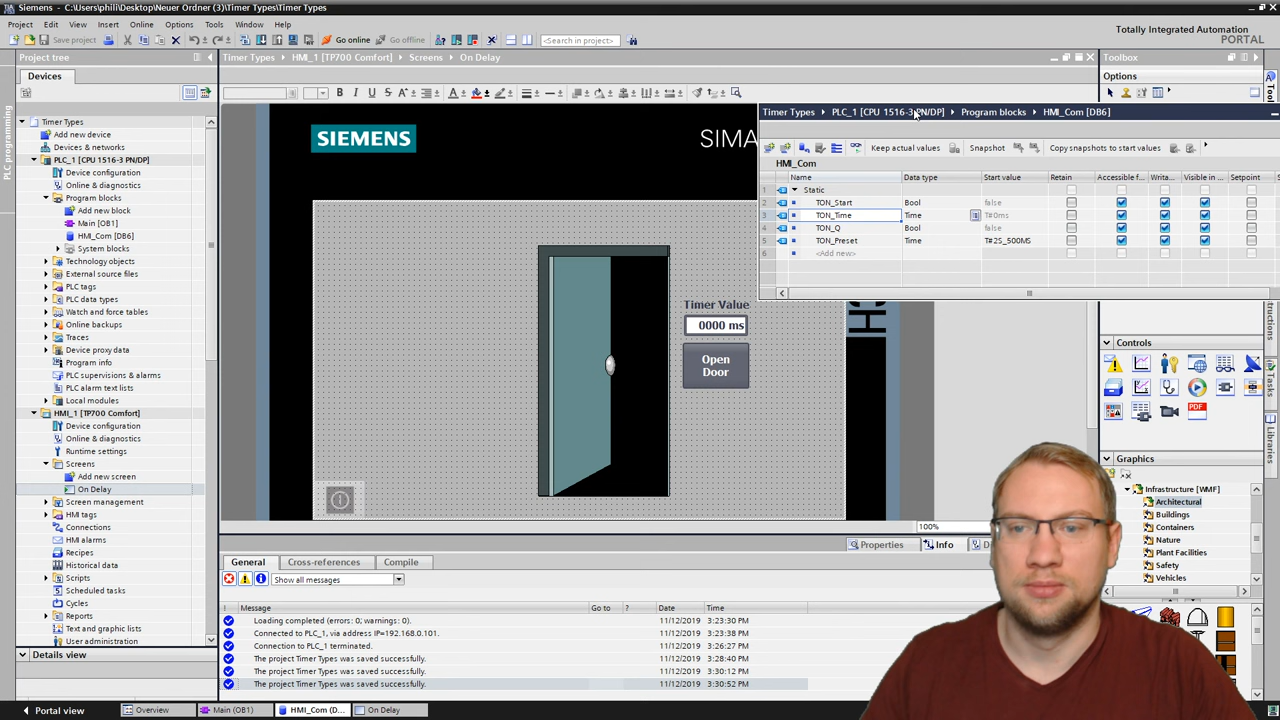 Siemens - C:\Users\phili\Desktop\Neuer Ordner (3)\Timer Types\Timer Types
Project Edit View Insert Online Options Tools Window Help
Totally Integrated Automation
PORTAL
Save project Go online Go offline <Search in project>
Project tree
Devices
Timer Types
Add new device
Devices & networks
PLC_1 [CPU 1516-3 PN/DP]
Device configuration
Online & diagnostics
Program blocks
Add new block
Main [OB1]
HMI_Com [DB6]
System blocks
Technology objects
External source files
PLC tags
PLC data types
Watch and force tables
Online backups
Traces
Device proxy data
Program info
PLC supervisions & alarms
PLC alarm text lists
Local modules
HMI_1 [TP700 Comfort]
Device configuration
Online & diagnostics
Runtime settings
Screens
Add new screen
On Delay
Screen management
HMI tags
Connections
HMI alarms
Recipes
Historical data
Scripts
Scheduled tasks
Cycles
Reports
Text and graphic lists
User administration
Details view
PLC programming
Timer Types HMI_1 [TP700 Comfort] Screens On Delay
SIEMENS
SIMA
Timer Value
0000 ms
Open
Door
100%
Timer Types PLC_1 [CPU 1516-3 PN/DP] Program blocks HMI_Com [DB6]
Keep actual values Snapshot Copy snapshots to start values
HMI_Com
Name Data type Start value Retain Accessible f... Writa... Visible in ... Setpoint
1 Static
2 TON_Start Bool false
3 TON_Time Time T#0ms
4 TON_Q Bool false
5 TON_Preset Time T#2S_500MS
6 <Add new>
Properties Info
General Cross-references Compile
Show all messages
! Message Go to ? Date Time
Loading completed (errors: 0; warnings: 0). 11/12/2019 3:23:30 PM
Connected to PLC_1, via address IP=192.168.0.101. 11/12/2019 3:23:38 PM
Connection to PLC_1 terminated. 11/12/2019 3:26:27 PM
The project Timer Types was saved successfully. 11/12/2019 3:28:40 PM
The project Timer Types was saved successfully. 11/12/2019 3:30:12 PM
The project Timer Types was saved successfully. 11/12/2019 3:30:52 PM
Toolbox
Options
Controls
PDF
Graphics
Infrastructure [WMF]
Architectural
Buildings
Containers
Nature
Plant Facilities
Safety
Vehicles
Tasks
Libraries
Portal view Overview Main (OB1) HMI_Com (D... On Delay